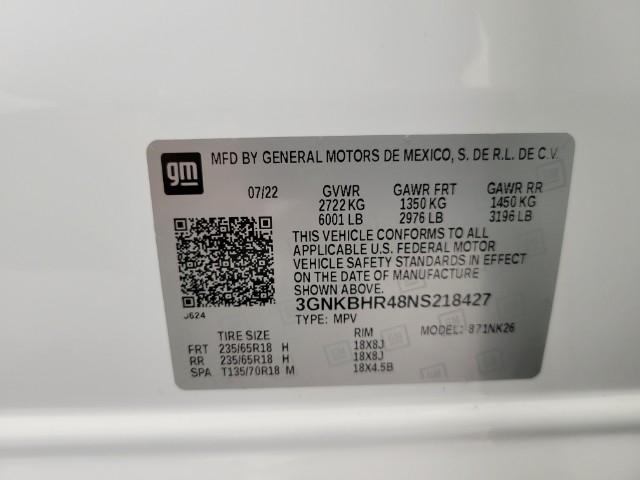 gm MFD BY GENERAL MOTORS DE MEXICO, S. DE R.L. DE C.V.
07/22 GVWR GAWR FRT GAWR RR
2722 KG 1350 KG 1450 KG
6001 LB 2976 LB 3196 LB
THIS VEHICLE CONFORMS TO ALL
APPLICABLE U.S. FEDERAL MOTOR
VEHICLE SAFETY STANDARDS IN EFFECT
ON THE DATE OF MANUFACTURE
SHOWN ABOVE.
3GNKBHR48NS218427
J624
TYPE: MPV
TIRE SIZE RIM MODEL: 871NK26
FRT 235/65R18 H 18X8J
RR 235/65R18 H 18X8J
SPA T135/70R18 M 18X4.5B